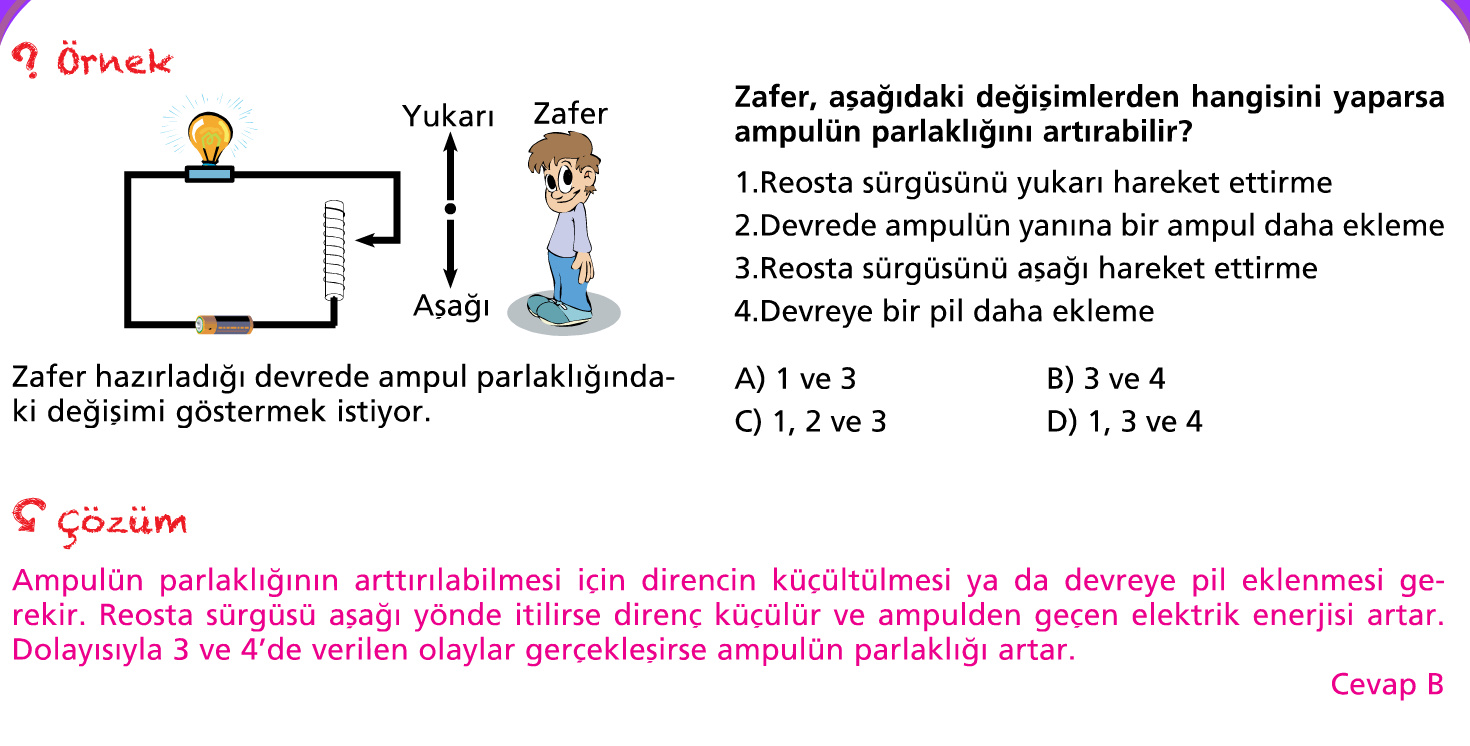 Örnek
Yukarı
Zafer
Aşağı
Zafer hazırladığı devrede ampul parlaklığında-
ki değişimi göstermek istiyor.
Zafer, aşağıdaki değişimlerden hangisini yaparsa
ampulün parlaklığını artırabilir?
1.Reosta sürgüsünü yukarı hareket ettirme
2.Devrede ampulün yanına bir ampul daha ekleme
3.Reosta sürgüsünü aşağı hareket ettirme
4.Devreye bir pil daha ekleme
A) 1 ve 3
B) 3 ve 4
C) 1, 2 ve 3
D) 1, 3 ve 4
Çözüm
Ampulün parlaklığının arttırılabilmesi için direncin küçültülmesi ya da devreye pil eklenmesi ge-
rekir. Reosta sürgüsü aşağı yönde itilirse direnç küçülür ve ampulden geçen elektrik enerjisi artar.
Dolayısıyla 3 ve 4’de verilen olaylar gerçekleşirse ampulün parlaklığı artar.
Cevap B